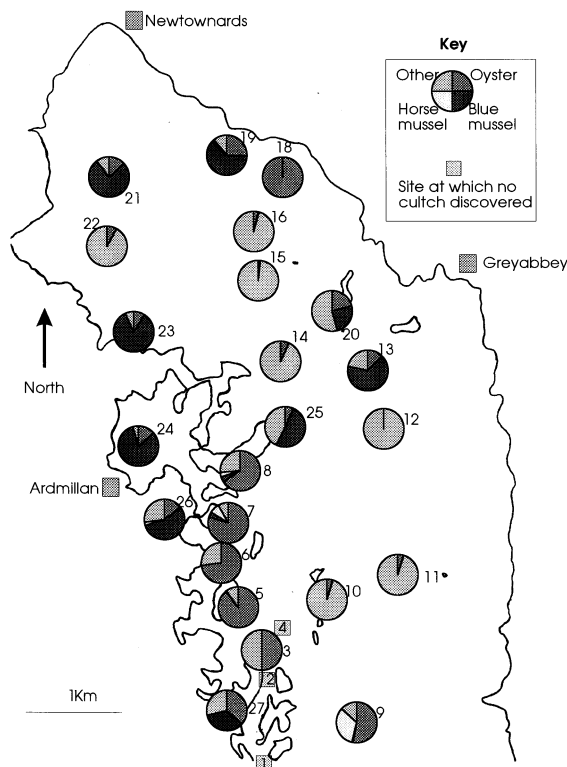 Newtownards
Key
Other
Oyster
Horse mussel
Blue mussel
Site at which no
cultch discovered
19
18
21
16
22
15
Greyabbey
20
23
14
13
North
25
12
24
8
Ardmillan
26
7
6
11
10
5
4
3
2
1Km
27
9
1